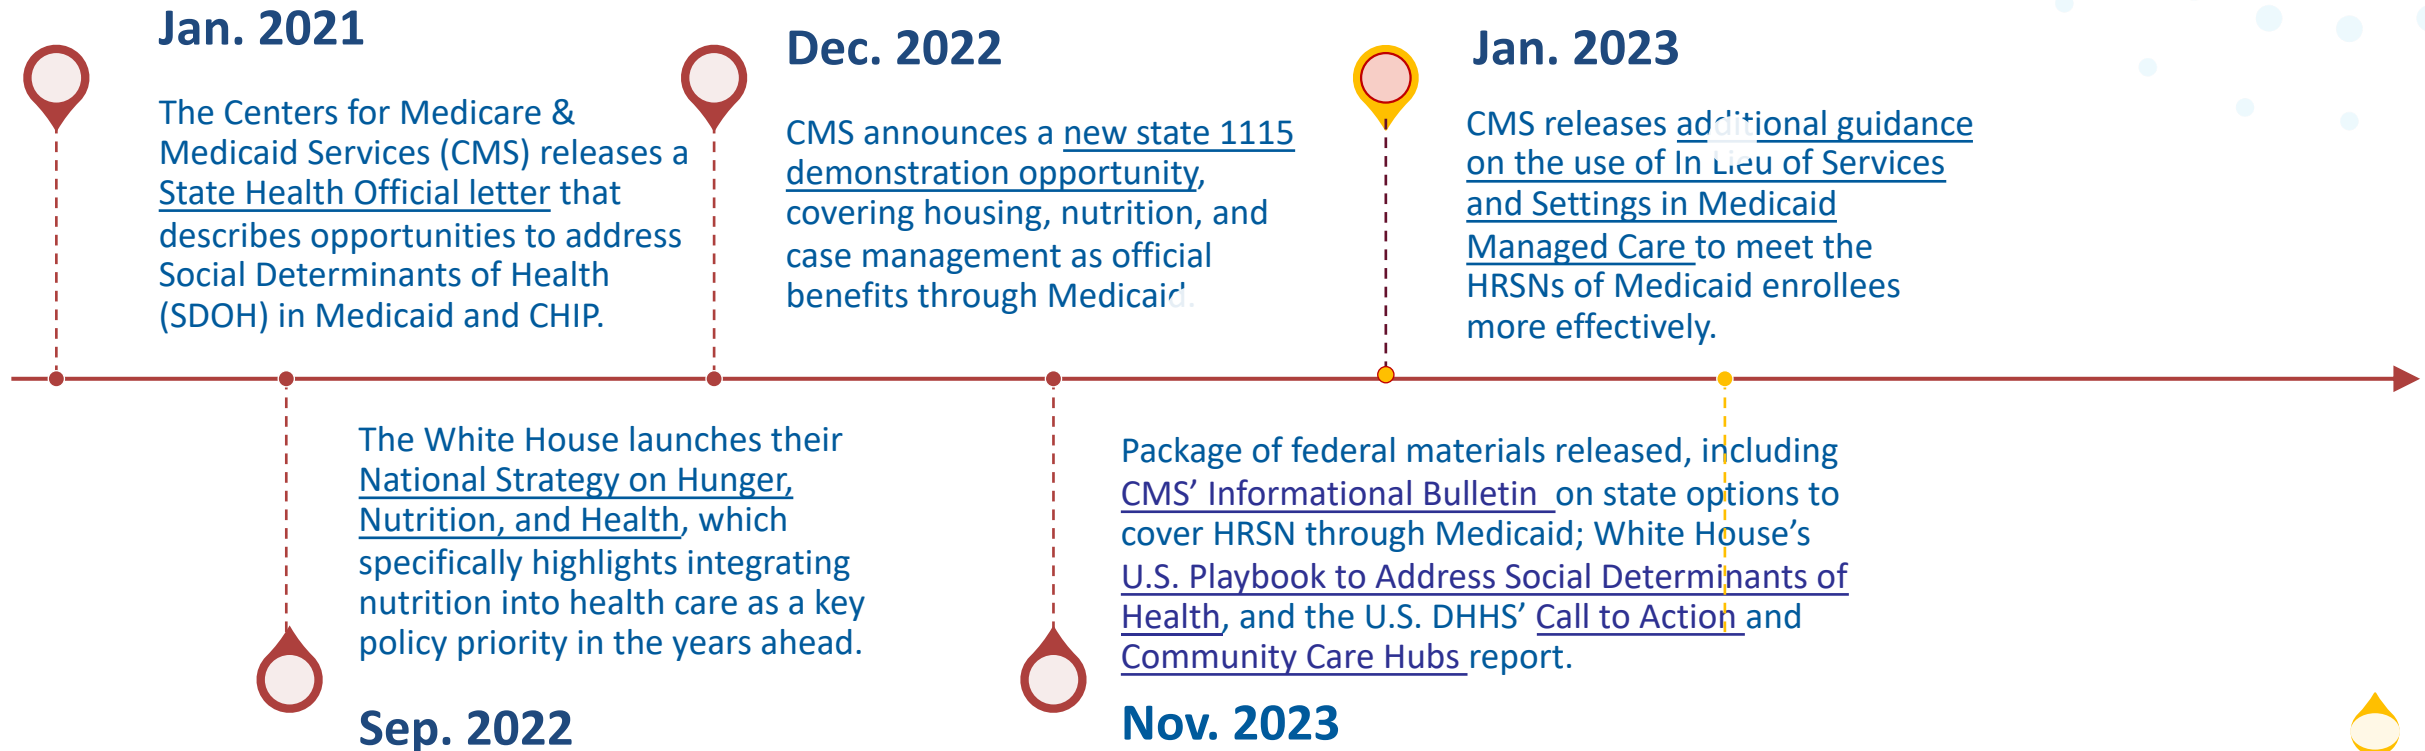 Jan. 2021
The Centers for Medicare &
Medicaid Services (CMS) releases a
State Health Official letter that
describes opportunities to address
Social Determinants of Health
(SDOH) in Medicaid and CHIP.
Dec. 2022
CMS announces a new state 1115
demonstration opportunity,
covering housing, nutrition, and
case management as official
benefits through Medicaid.
Jan. 2023
CMS releases additional guidance
on the use of In Lieu of Services
and Settings in Medicaid
Managed Care to meet the
HRSNs of Medicaid enrollees
more effectively.
The White House launches their
National Strategy on Hunger,
Nutrition, and Health, which
specifically highlights integrating
nutrition into health care as a key
policy priority in the years ahead.
Sep. 2022
Package of federal materials released, including
CMS’ Informational Bulletin on state options to
cover HRSN through Medicaid; White House’s
U.S. Playbook to Address Social Determinants of
Health, and the U.S. DHHS’ Call to Action and
Community Care Hubs report.
Nov. 2023